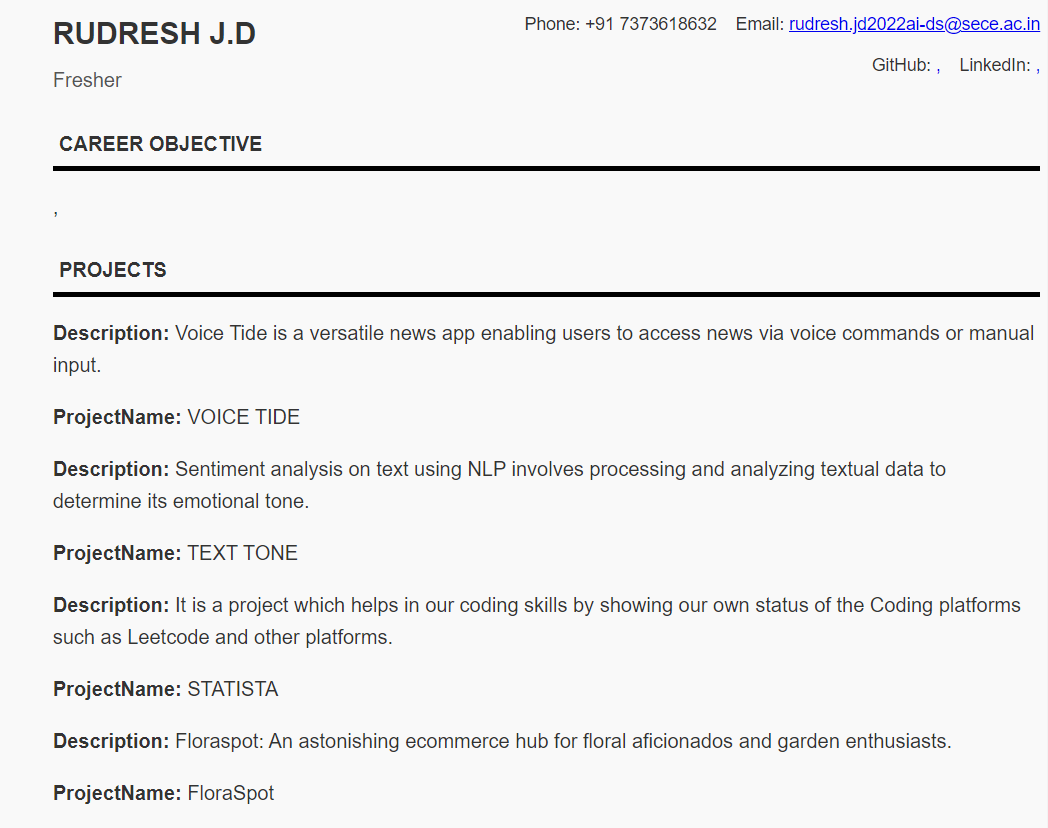 RUDRESH J.D
Phone: +91 7373618632 Email: rudresh.jd2022ai-ds@sece.ac.in
GitHub: , LinkedIn: ,
Fresher
CAREER OBJECTIVE
,
PROJECTS
Description: Voice Tide is a versatile news app enabling users to access news via voice commands or manual
input.
ProjectName: VOICE TIDE
Description: Sentiment analysis on text using NLP involves processing and analyzing textual data to
determine its emotional tone.
ProjectName: TEXT TONE
Description: It is a project which helps in our coding skills by showing our own status of the Coding platforms
such as Leetcode and other platforms.
ProjectName: STATISTA
Description: Floraspot: An astonishing ecommerce hub for floral aficionados and garden enthusiasts.
ProjectName: FloraSpot